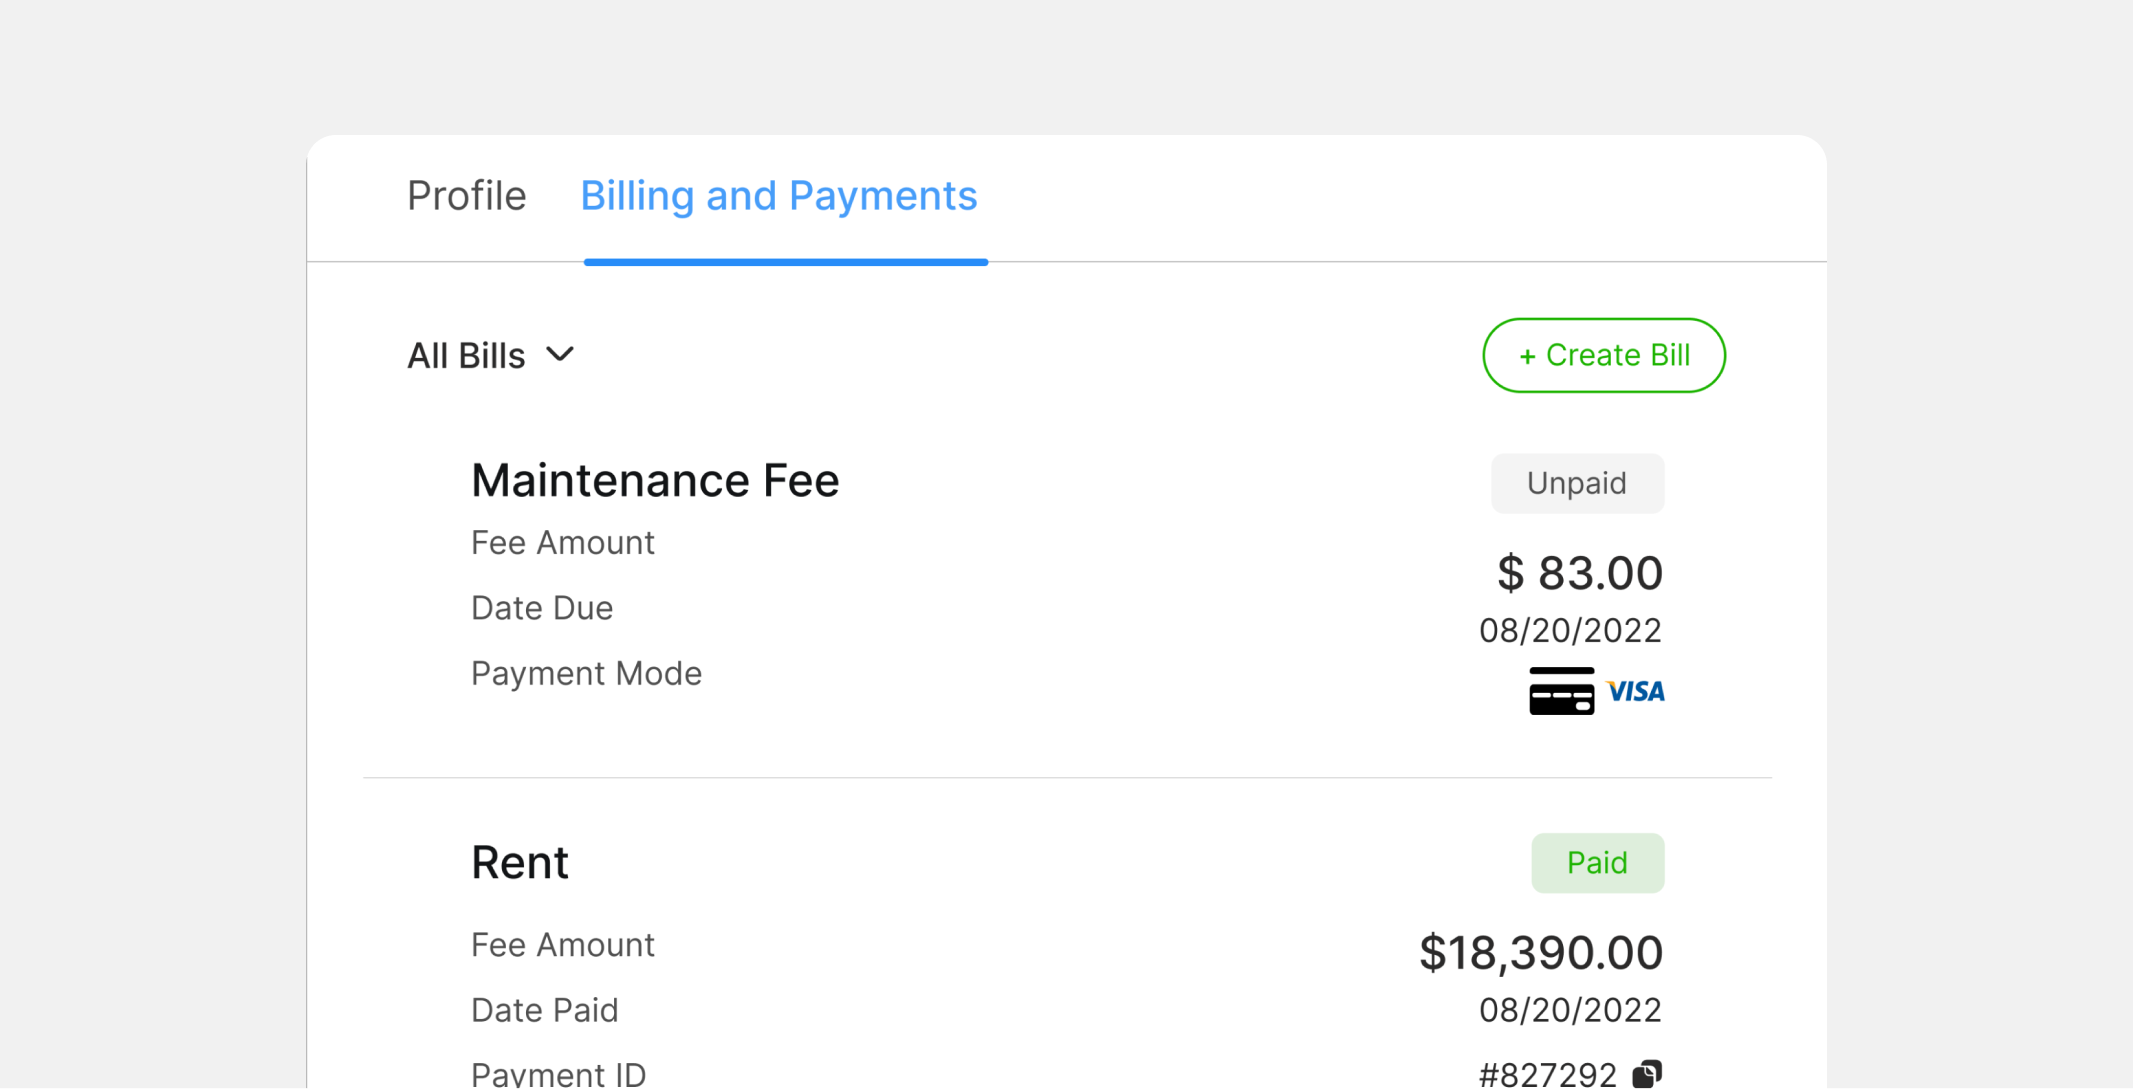 Profile Billing and Payments
All Bills + Create Bill
Maintenance Fee Unpaid
Fee Amount $ 83.00
Date Due 08/20/2022
Payment Mode VISA
Rent Paid
Fee Amount $18,390.00
Date Paid 08/20/2022
Payment ID #827292